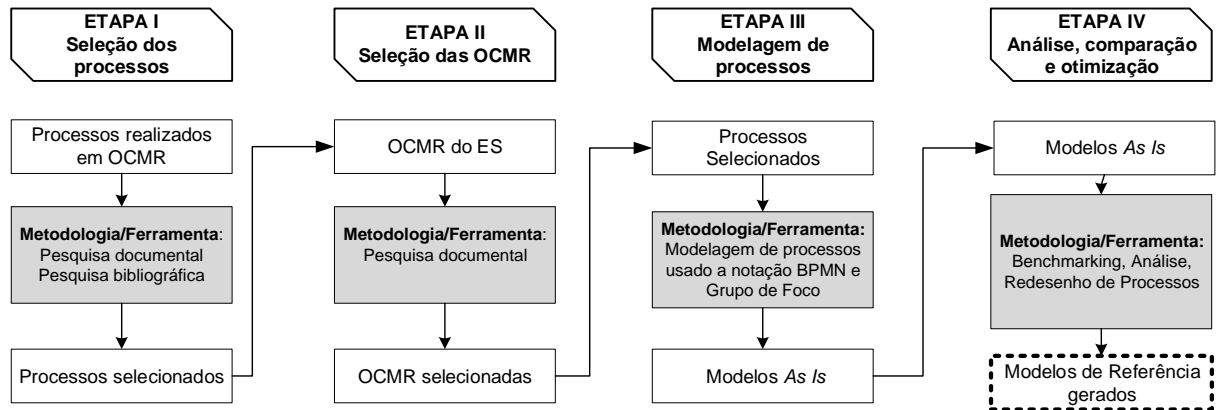 ETAPA I
Seleção dos
processos
Processos realizados
em OCMR
Metodologia/Ferramenta:
Pesquisa documental
Pesquisa bibliográfica
Processos selecionados
ETAPA II
Seleção das OCMR
OCMR do ES
Metodologia/Ferramenta:
Pesquisa documental
OCMR selecionadas
ETAPA III
Modelagem de
processos
Processos
Selecionados
Metodologia/Ferramenta:
Modelagem de processos
usado a notação BPMN e
Grupo de Foco
Modelos As Is
ETAPA IV
Análise, comparação
e otimização
Modelos As Is
Metodologia/Ferramenta:
Benchmarking, Análise,
Redesenho de Processos
Modelos de Referência
gerados